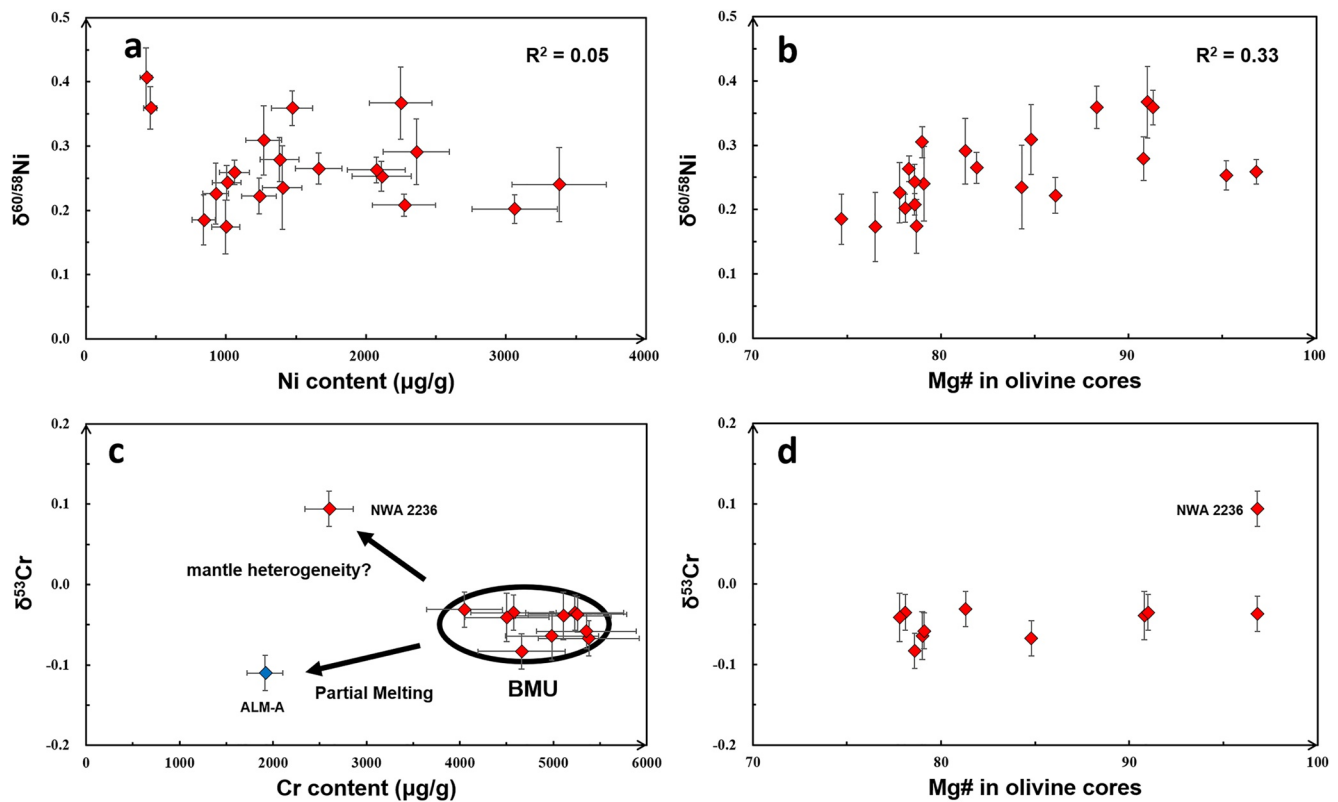 a
R² = 0.05
0.5
0.4
0.3
0.2
0.1
0.0
δ⁶⁰/⁵⁸Ni
0
1000
2000
3000
4000
Ni content (μg/g)
b
R² = 0.33
0.5
0.4
0.3
0.2
0.1
0.0
δ⁶⁰/⁵⁸Ni
70
80
90
100
Mg# in olivine cores
c
0.2
0.1
0.0
-0.1
-0.2
δ⁵³Cr
NWA 2236
mantle heterogeneity?
Partial Melting
BMU
ALM-A
0
1000
2000
3000
4000
5000
6000
Cr content (μg/g)
d
0.2
0.1
0.0
-0.1
-0.2
δ⁵³Cr
NWA 2236
70
80
90
100
Mg# in olivine cores